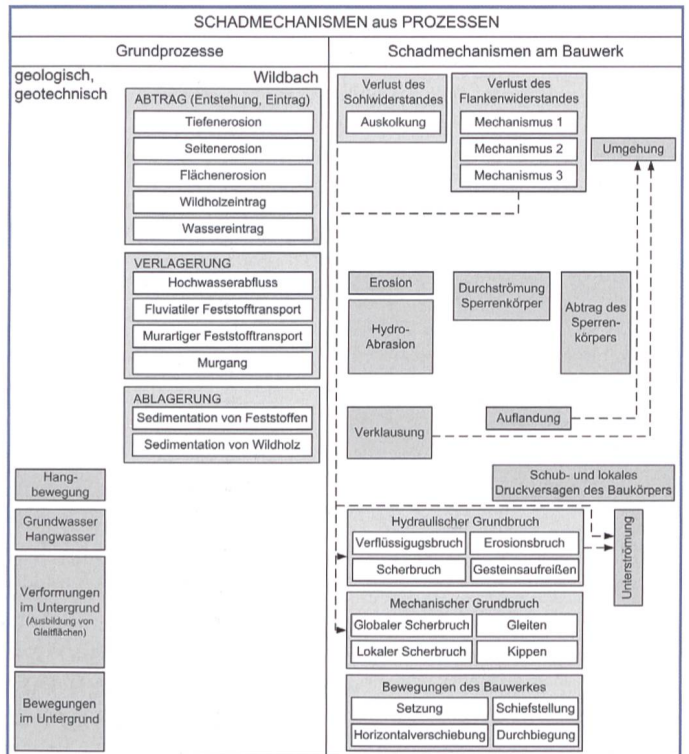 SCHADMECHANISMEN aus PROZESSEN
Grundprozesse
Schadmechanismen am Bauwerk
geologisch,
geotechnisch
Wildbach
ABTRAG (Entstehung, Eintrag)
Tiefenerosion
Seitenerosion
Flächenerosion
Wildholzeintrag
Wassereintrag
VERLAGERUNG
Hochwasserabfluss
Fluviatiler Feststofftransport
Murartiger Feststofftransport
Murgang
ABLAGERUNG
Sedimentation von Feststoffen
Sedimentation von Wildholz
Hang-
bewegung
Grundwasser
Hangwasser
Verformungen
im Untergrund
(Ausbildung von
Gleitflächen)
Bewegungen
im Untergrund
Verlust des
Sohlwiderstandes
Auskolkung
Verlust des
Flankenwiderstandes
Mechanismus 1
Mechanismus 2
Mechanismus 3
Umgehung
Erosion
Hydro-
Abrasion
Durchströmung
Sperrenkörper
Abtrag des
Sperren-
körpers
Verklausung
Auflandung
Schub- und lokales
Druckversagen des Baukörpers
Hydraulischer Grundbruch
Verflüssigugsbruch
Erosionsbruch
Scherbruch
Gesteinsaufreißen
Unterströmung
Mechanischer Grundbruch
Globaler Scherbruch
Gleiten
Lokaler Scherbruch
Kippen
Bewegungen des Bauwerkes
Setzung
Schiefstellung
Horizontalverschiebung
Durchbiegung